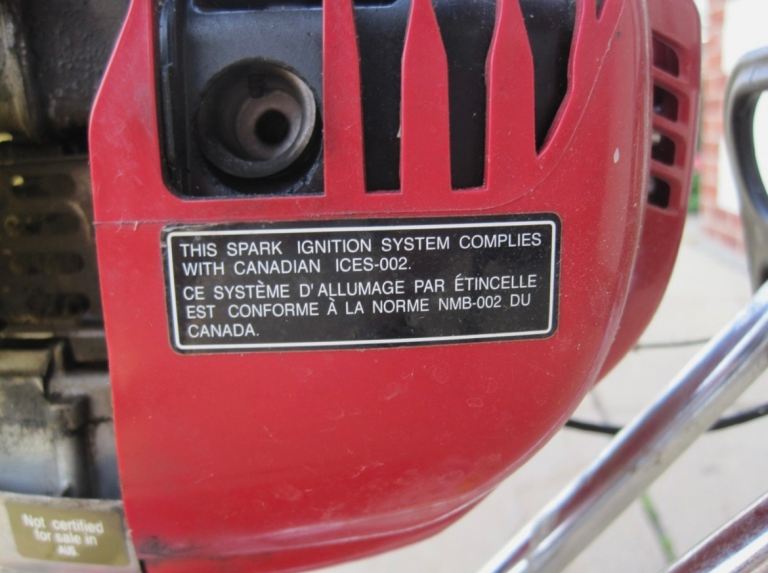 THIS SPARK IGNITION SYSTEM COMPLIES
WITH CANADIAN ICES-002.
CE SYSTÈME D'ALLUMAGE PAR ÉTINCELLE
EST CONFORME À LA NORME NMB-002 DU
CANADA.
Not certified
for sale in